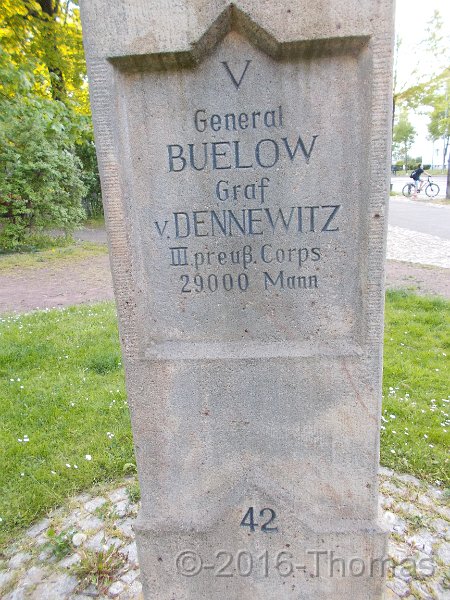 V
General
BUELOW
Graf
v. DENNEWITZ
III. preuß. Corps
29000 Mann
42
©-2016-Thomas